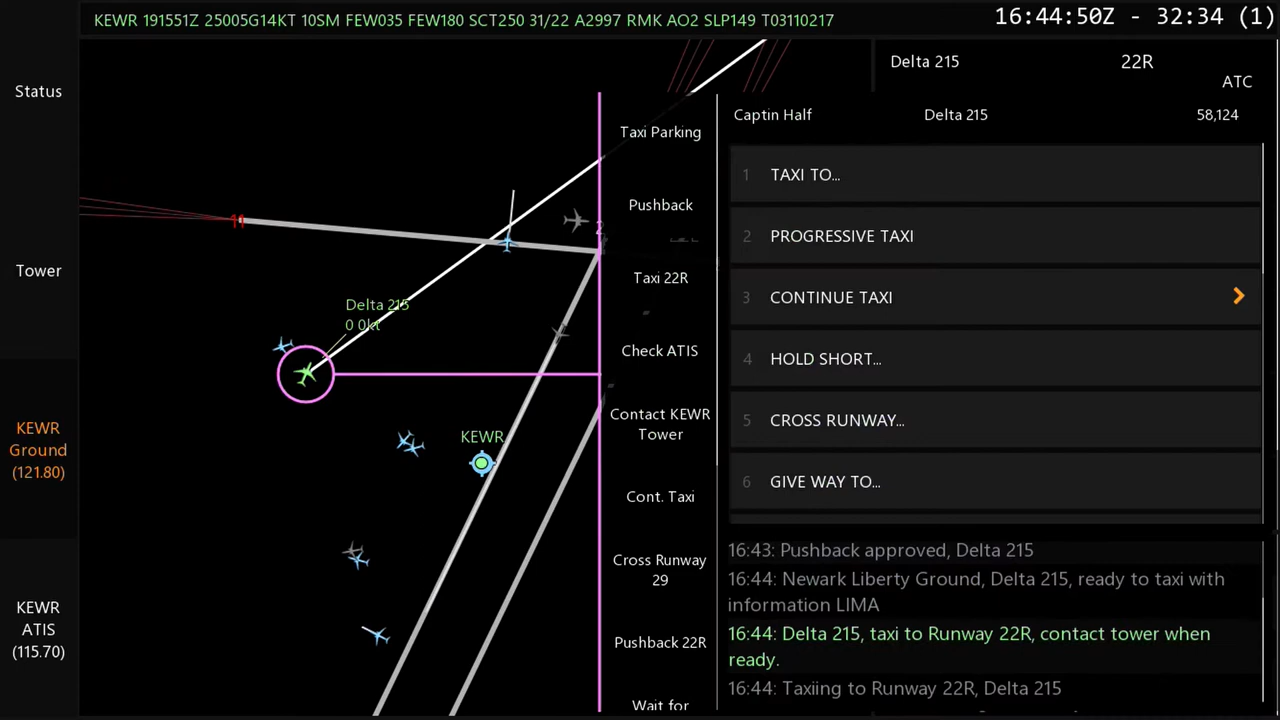 KEWR 191551Z 25005G14KT 10SM FEW035 FEW180 SCT250 31/22 A2997 RMK AO2 SLP149 T03110217
16:44:50Z - 32:34 (1)
Status
Tower
KEWR
Ground
(121.80)
KEWR
ATIS
(115.70)
11
2
Delta 215
0 0kt
KEWR
Taxi Parking
Pushback
Taxi 22R
Check ATIS
Contact KEWR
Tower
Cont. Taxi
Cross Runway
29
Pushback 22R
Wait for
Delta 215
22R
ATC
Captin Half
Delta 215
58,124
1 TAXI TO...
2 PROGRESSIVE TAXI
3 CONTINUE TAXI
4 HOLD SHORT...
5 CROSS RUNWAY...
6 GIVE WAY TO...
16:43: Pushback approved, Delta 215
16:44: Newark Liberty Ground, Delta 215, ready to taxi with
information LIMA
16:44: Delta 215, taxi to Runway 22R, contact tower when
ready.
16:44: Taxiing to Runway 22R, Delta 215